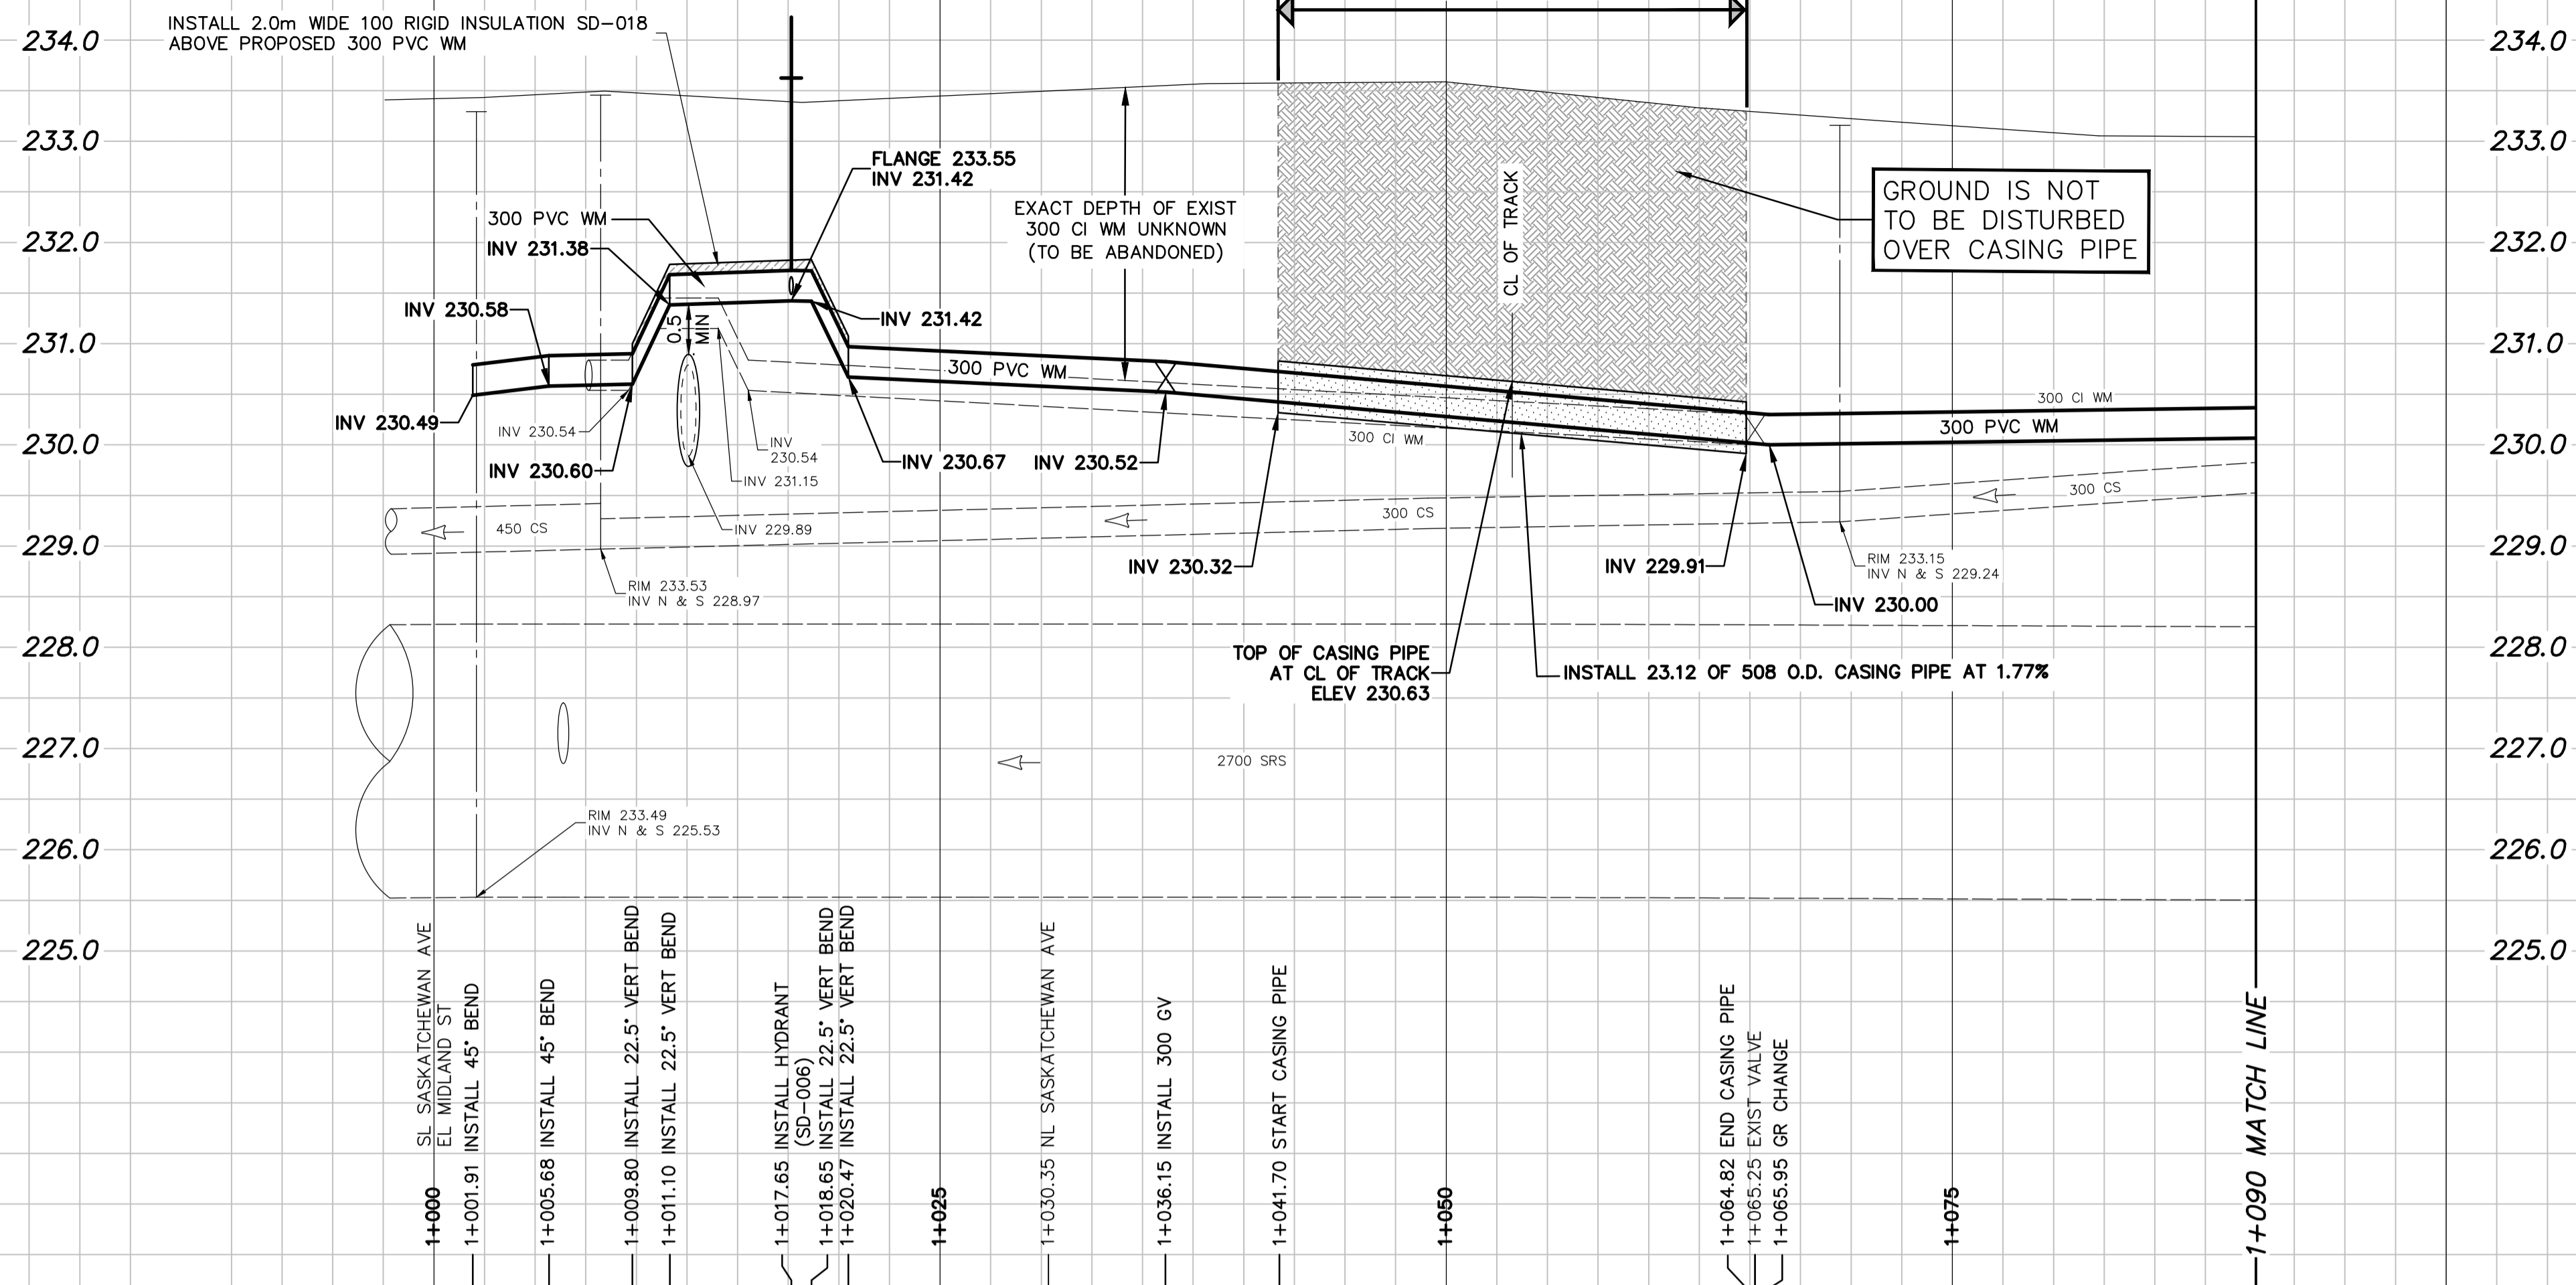 INSTALL 2.0m WIDE 100 RIGID INSULATION SD-018
ABOVE PROPOSED 300 PVC WM
234.0
234.0
233.0
233.0
232.0
232.0
231.0
231.0
230.0
230.0
229.0
229.0
228.0
228.0
227.0
227.0
226.0
226.0
225.0
225.0
FLANGE 233.55
INV 231.42
300 PVC WM
INV 231.38
INV 230.58
INV 230.49
INV 230.54
INV 230.60
0.5
MIN
INV 231.42
EXACT DEPTH OF EXIST
300 CI WM UNKNOWN
(TO BE ABANDONED)
CL OF TRACK
GROUND IS NOT
TO BE DISTURBED
OVER CASING PIPE
300 PVC WM
INV
230.54
INV 231.15
INV 229.89
INV 230.67
INV 230.52
300 CI WM
300 CI WM
300 PVC WM
450 CS
300 CS
300 CS
INV 230.32
INV 229.91
INV 230.00
RIM 233.15
INV N & S 229.24
RIM 233.53
INV N & S 228.97
TOP OF CASING PIPE
AT CL OF TRACK
ELEV 230.63
INSTALL 23.12 OF 508 O.D. CASING PIPE AT 1.77%
2700 SRS
RIM 233.49
INV N & S 225.53
SL SASKATCHEWAN AVE
EL MIDLAND ST
1+000
1+001.91 INSTALL 45° BEND
1+005.68 INSTALL 45° BEND
1+009.80 INSTALL 22.5° VERT BEND
1+011.10 INSTALL 22.5° VERT BEND
1+017.65 INSTALL HYDRANT
(SD-006)
1+018.65 INSTALL 22.5° VERT BEND
1+020.47 INSTALL 22.5° VERT BEND
1+025
1+030.35 NL SASKATCHEWAN AVE
1+036.15 INSTALL 300 GV
1+041.70 START CASING PIPE
1+050
1+064.82 END CASING PIPE
1+065.25 EXIST VALVE
1+065.95 GR CHANGE
1+075
1+090 MATCH LINE